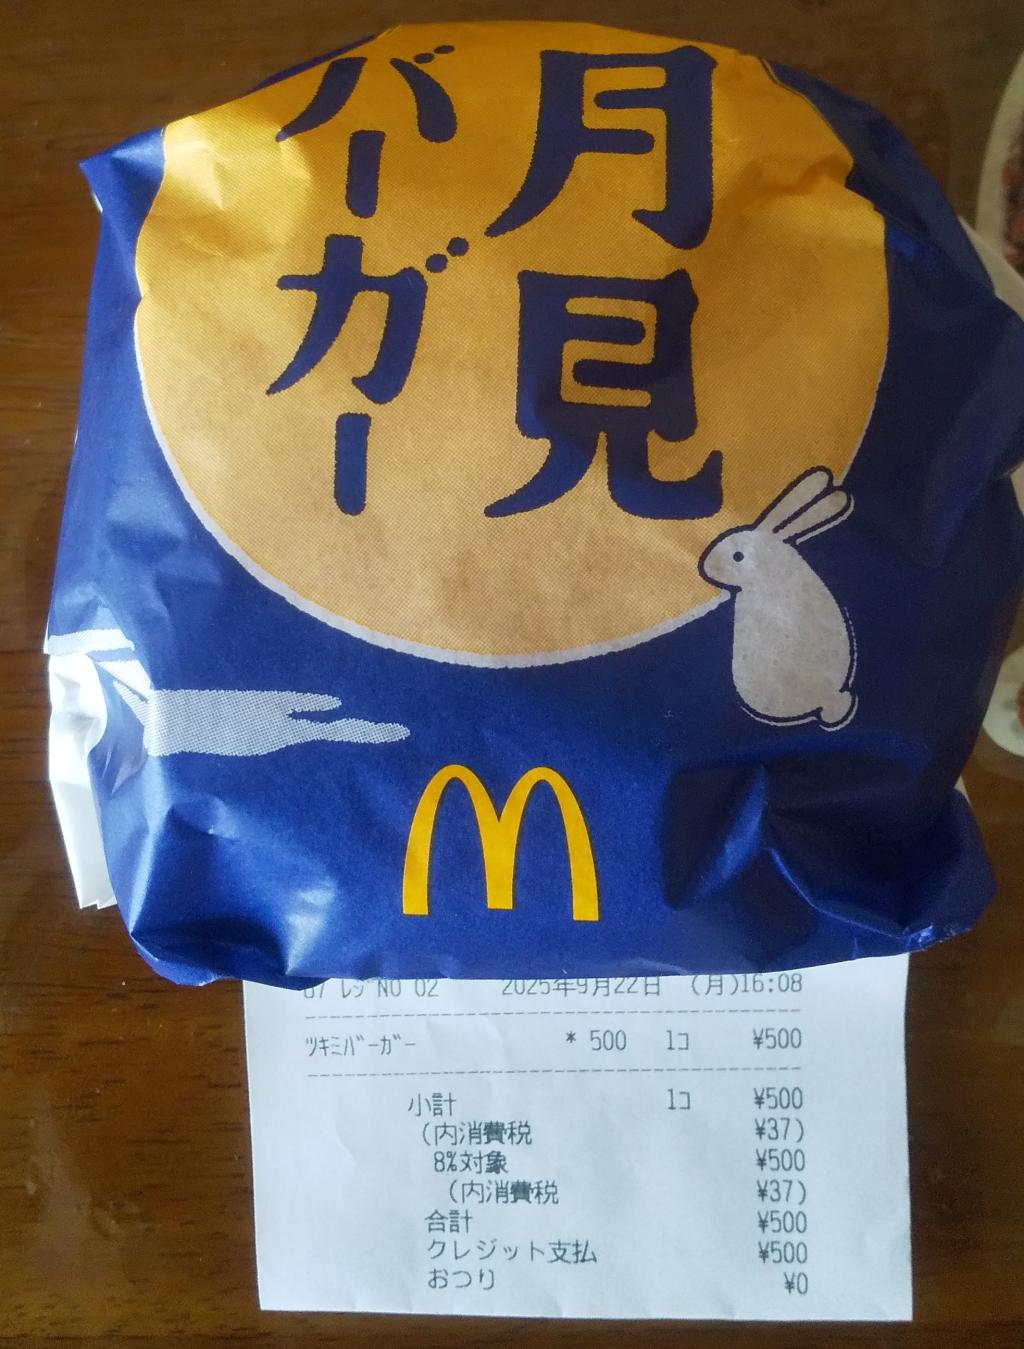 月見
バーガー
07 レジNO 02 2025年9月22日 (月)16:08
ツキミバーガー * 500 1コ ¥500
小計 1コ ¥500
(内消費税 ¥37)
8%対象 ¥500
(内消費税 ¥37)
合計 ¥500
クレジット支払 ¥500
おつり ¥0